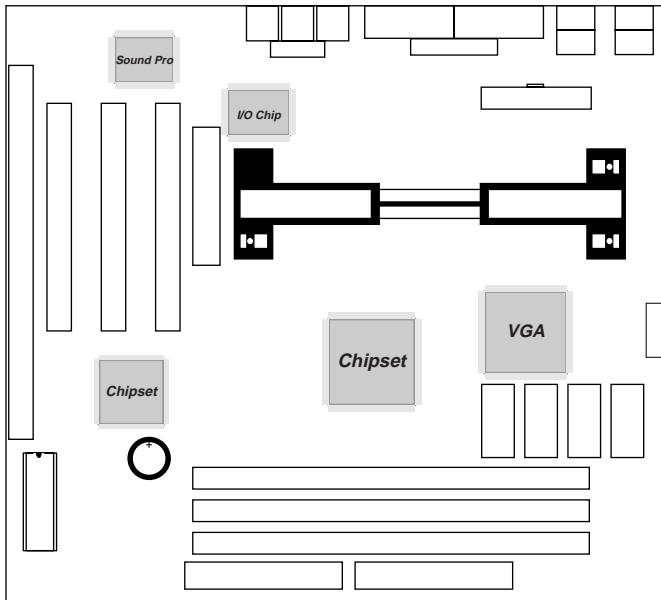 Sound Pro
I/O Chip
VGA
Chipset
Chipset
+